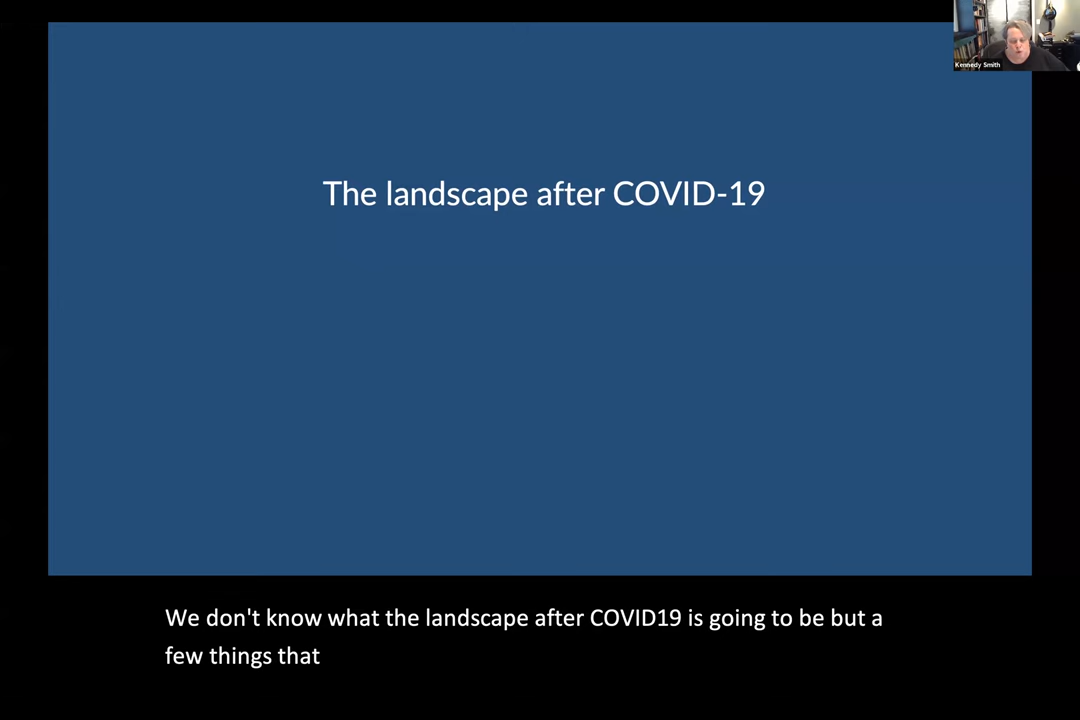 Kennedy Smith
The landscape after COVID-19
We don't know what the landscape after COVID19 is going to be but a
few things that